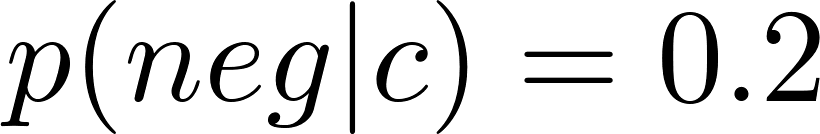 p(neg|c) = 0.2